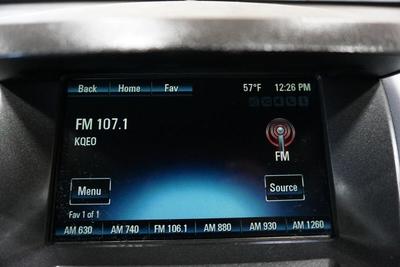 Back Home Fav 57°F 12:26 PM
FM 107.1
KQEO
FM
Menu Source
Fav 1 of 1
AM 630 AM 740 FM 106.1 AM 880 AM 930 AM 1260